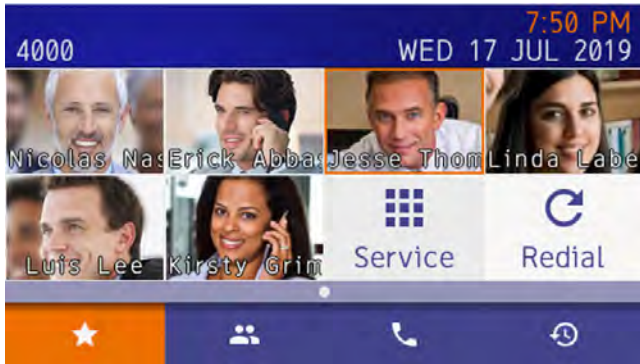 7:50 PM
4000 WED 17 JUL 2019
Nicolas Nas Erick Abba Jesse Thom Linda Labe
Luis Lee Kirsty Grim
Service Redial